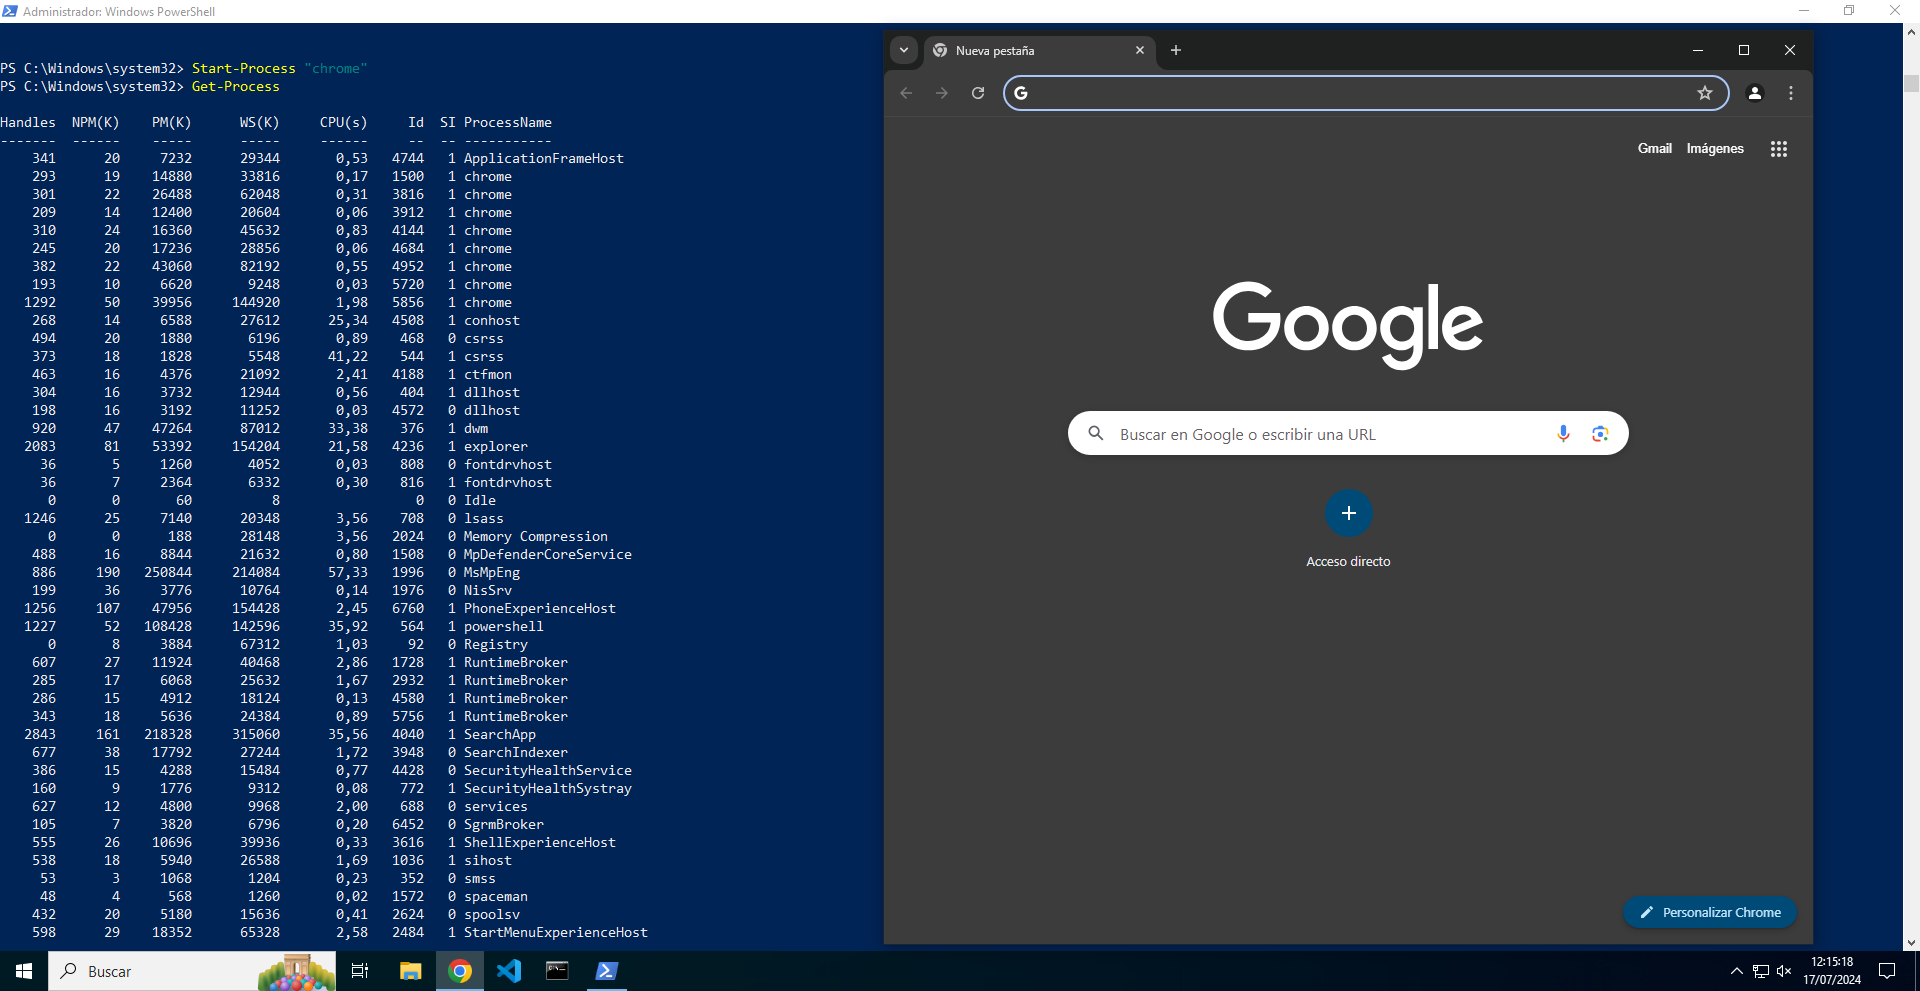 Administrador: Windows PowerShell
PS C:\Windows\system32> Start-Process "chrome"
PS C:\Windows\system32> Get-Process
Handles  NPM(K)    PM(K)      WS(K)     CPU(s)     Id  SI ProcessName
-------  ------    -----      -----     ------     --  -- -----------
    341      20     7232      29344       0,53   4744   1 ApplicationFrameHost
    293      19    14880      33816       0,17   1500   1 chrome
    301      22    26488      62048       0,31   3816   1 chrome
    209      14    12400      20604       0,06   3912   1 chrome
    310      24    16360      45632       0,83   4144   1 chrome
    245      20    17236      28856       0,06   4684   1 chrome
    382      22    43060      82192       0,55   4952   1 chrome
    193      10     6620       9248       0,03   5720   1 chrome
   1292      50    39956     144920       1,98   5856   1 chrome
    268      14     6588      27612      25,34   4508   1 conhost
    494      20     1880       6196       0,89    468   0 csrss
    373      18     1828       5548      41,22    544   1 csrss
    463      16     4376      21092       2,41   4188   1 ctfmon
    304      16     3732      12944       0,56    404   1 dllhost
    198      16     3192      11252       0,03   4572   0 dllhost
    920      47    47264      87012      33,38    376   1 dwm
   2083      81    53392     154204      21,58   4236   1 explorer
     36       5     1260       4052       0,03    808   0 fontdrvhost
     36       7     2364       6332       0,30    816   1 fontdrvhost
      0       0       60          8                 0   0 Idle
   1246      25     7140      20348       3,56    708   0 lsass
      0       0      188      28148       3,56   2024   0 Memory Compression
    488      16     8844      21632       0,80   1508   0 MpDefenderCoreService
    886     190   250844     214084      57,33   1996   0 MsMpEng
    199      36     3776      10764       0,14   1976   0 NisSrv
   1256     107    47956     154428       2,45   6760   1 PhoneExperienceHost
   1227      52   108428     142596      35,92    564   1 powershell
      0       8     3884      67312       1,03     92   0 Registry
    607      27    11924      40468       2,86   1728   1 RuntimeBroker
    285      17     6068      25632       1,67   2932   1 RuntimeBroker
    286      15     4912      18124       0,13   4580   1 RuntimeBroker
    343      18     5636      24384       0,89   5756   1 RuntimeBroker
   2843     161   218328     315060      35,56   4040   1 SearchApp
    677      38    17792      27244       1,72   3948   0 SearchIndexer
    386      15     4288      15484       0,77   4428   0 SecurityHealthService
    160       9     1776       9312       0,08    772   1 SecurityHealthSystray
    627      12     4800       9968       2,00    688   0 services
    105       7     3820       6796       0,20   6452   0 SgrmBroker
    555      26    10696      39936       0,33   3616   1 ShellExperienceHost
    538      18     5940      26588       1,69   1036   1 sihost
     53       3     1068       1204       0,23    352   0 smss
     48       4      568       1260       0,02   1572   0 spaceman
    432      20     5180      15636       0,41   2624   0 spoolsv
    598      29    18352      65328       2,58   2484   1 StartMenuExperienceHost
Nueva pestaña
Gmail Imágenes
Google
Buscar en Google o escribir una URL
Acceso directo
Personalizar Chrome
Buscar
12:15:18
17/07/2024